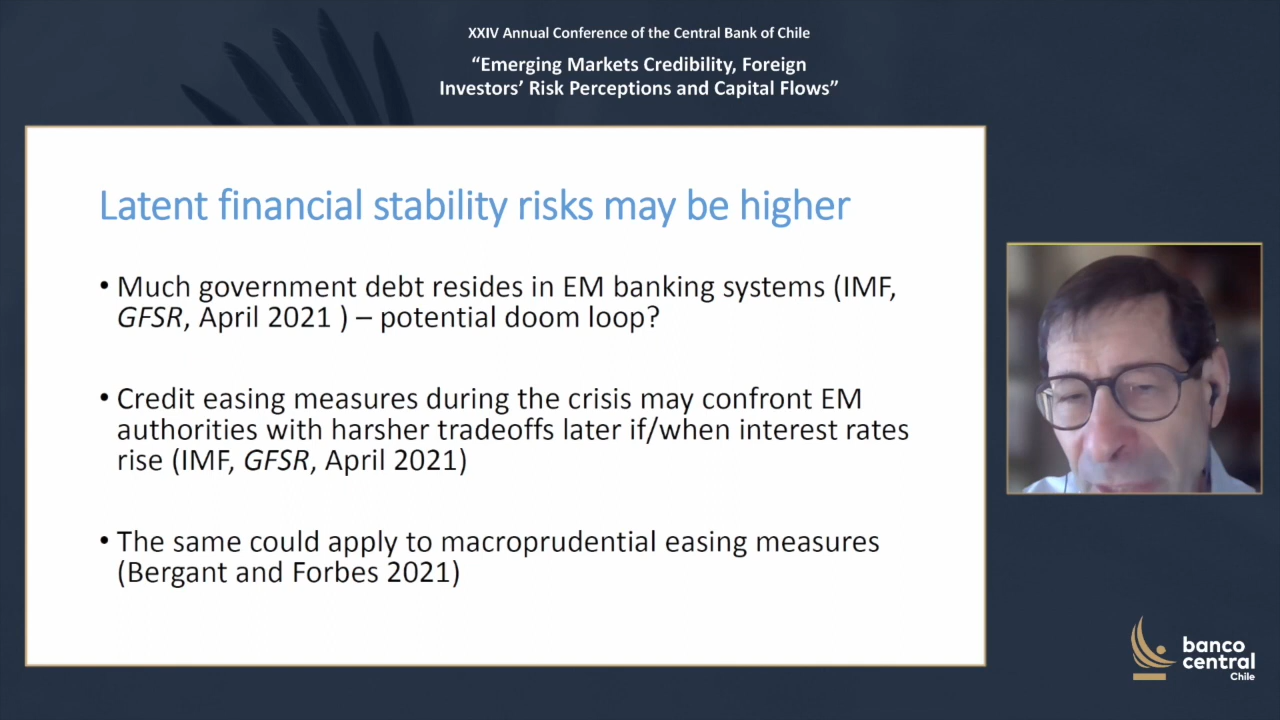 XXIV Annual Conference of the Central Bank of Chile
“Emerging Markets Credibility, Foreign
Investors’ Risk Perceptions and Capital Flows”
Latent financial stability risks may be higher
• Much government debt resides in EM banking systems (IMF,
GFSR, April 2021 ) – potential doom loop?
• Credit easing measures during the crisis may confront EM
authorities with harsher tradeoffs later if/when interest rates
rise (IMF, GFSR, April 2021)
• The same could apply to macroprudential easing measures
(Bergant and Forbes 2021)
banco
central
Chile